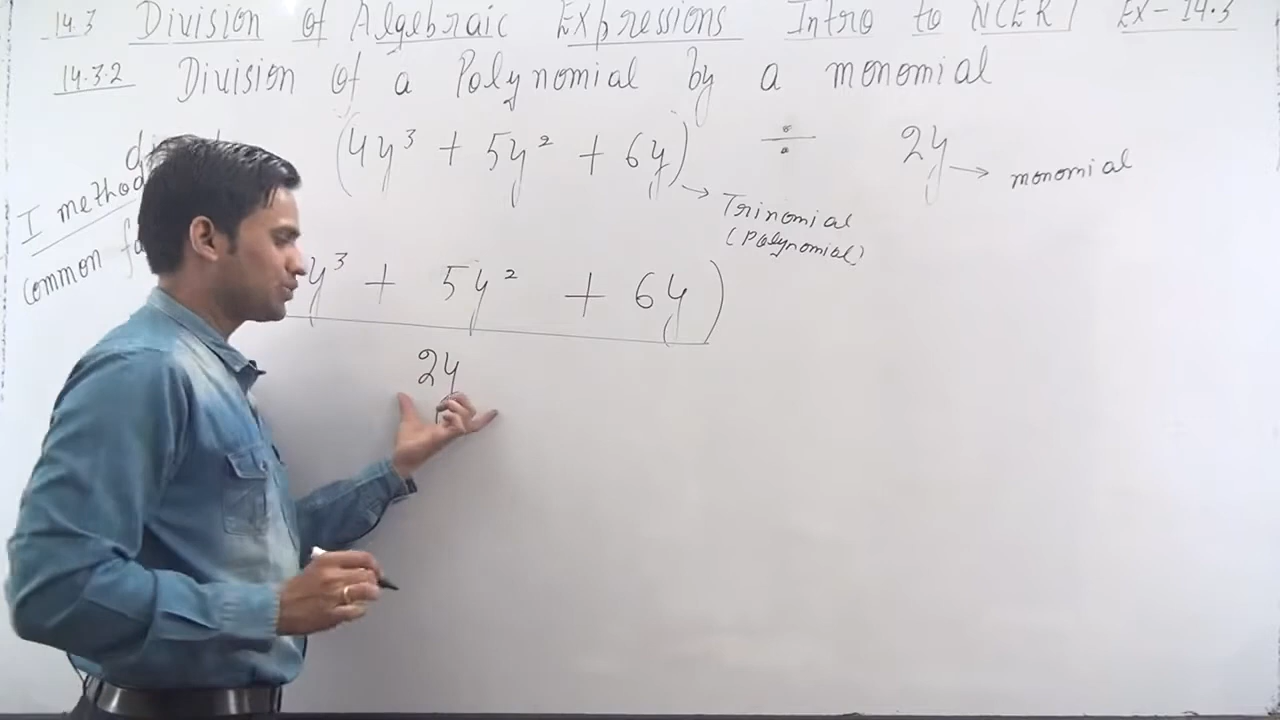 14.3 Division of Algebraic Expressions Intro to NCERT Ex-14.3
14.3.2 Division of a Polynomial by a monomial
(4y³ + 5y² + 6y) ÷ 2y → monomial
→ Trinomial
(Polynomial)
I method
common
y³ + 5y² + 6y)
2y